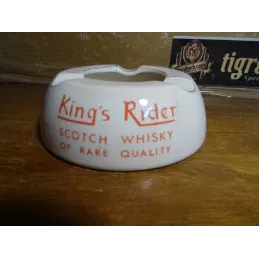 King's Rider
SCOTCH WHISKY
OF RARE QUALITY
tigr